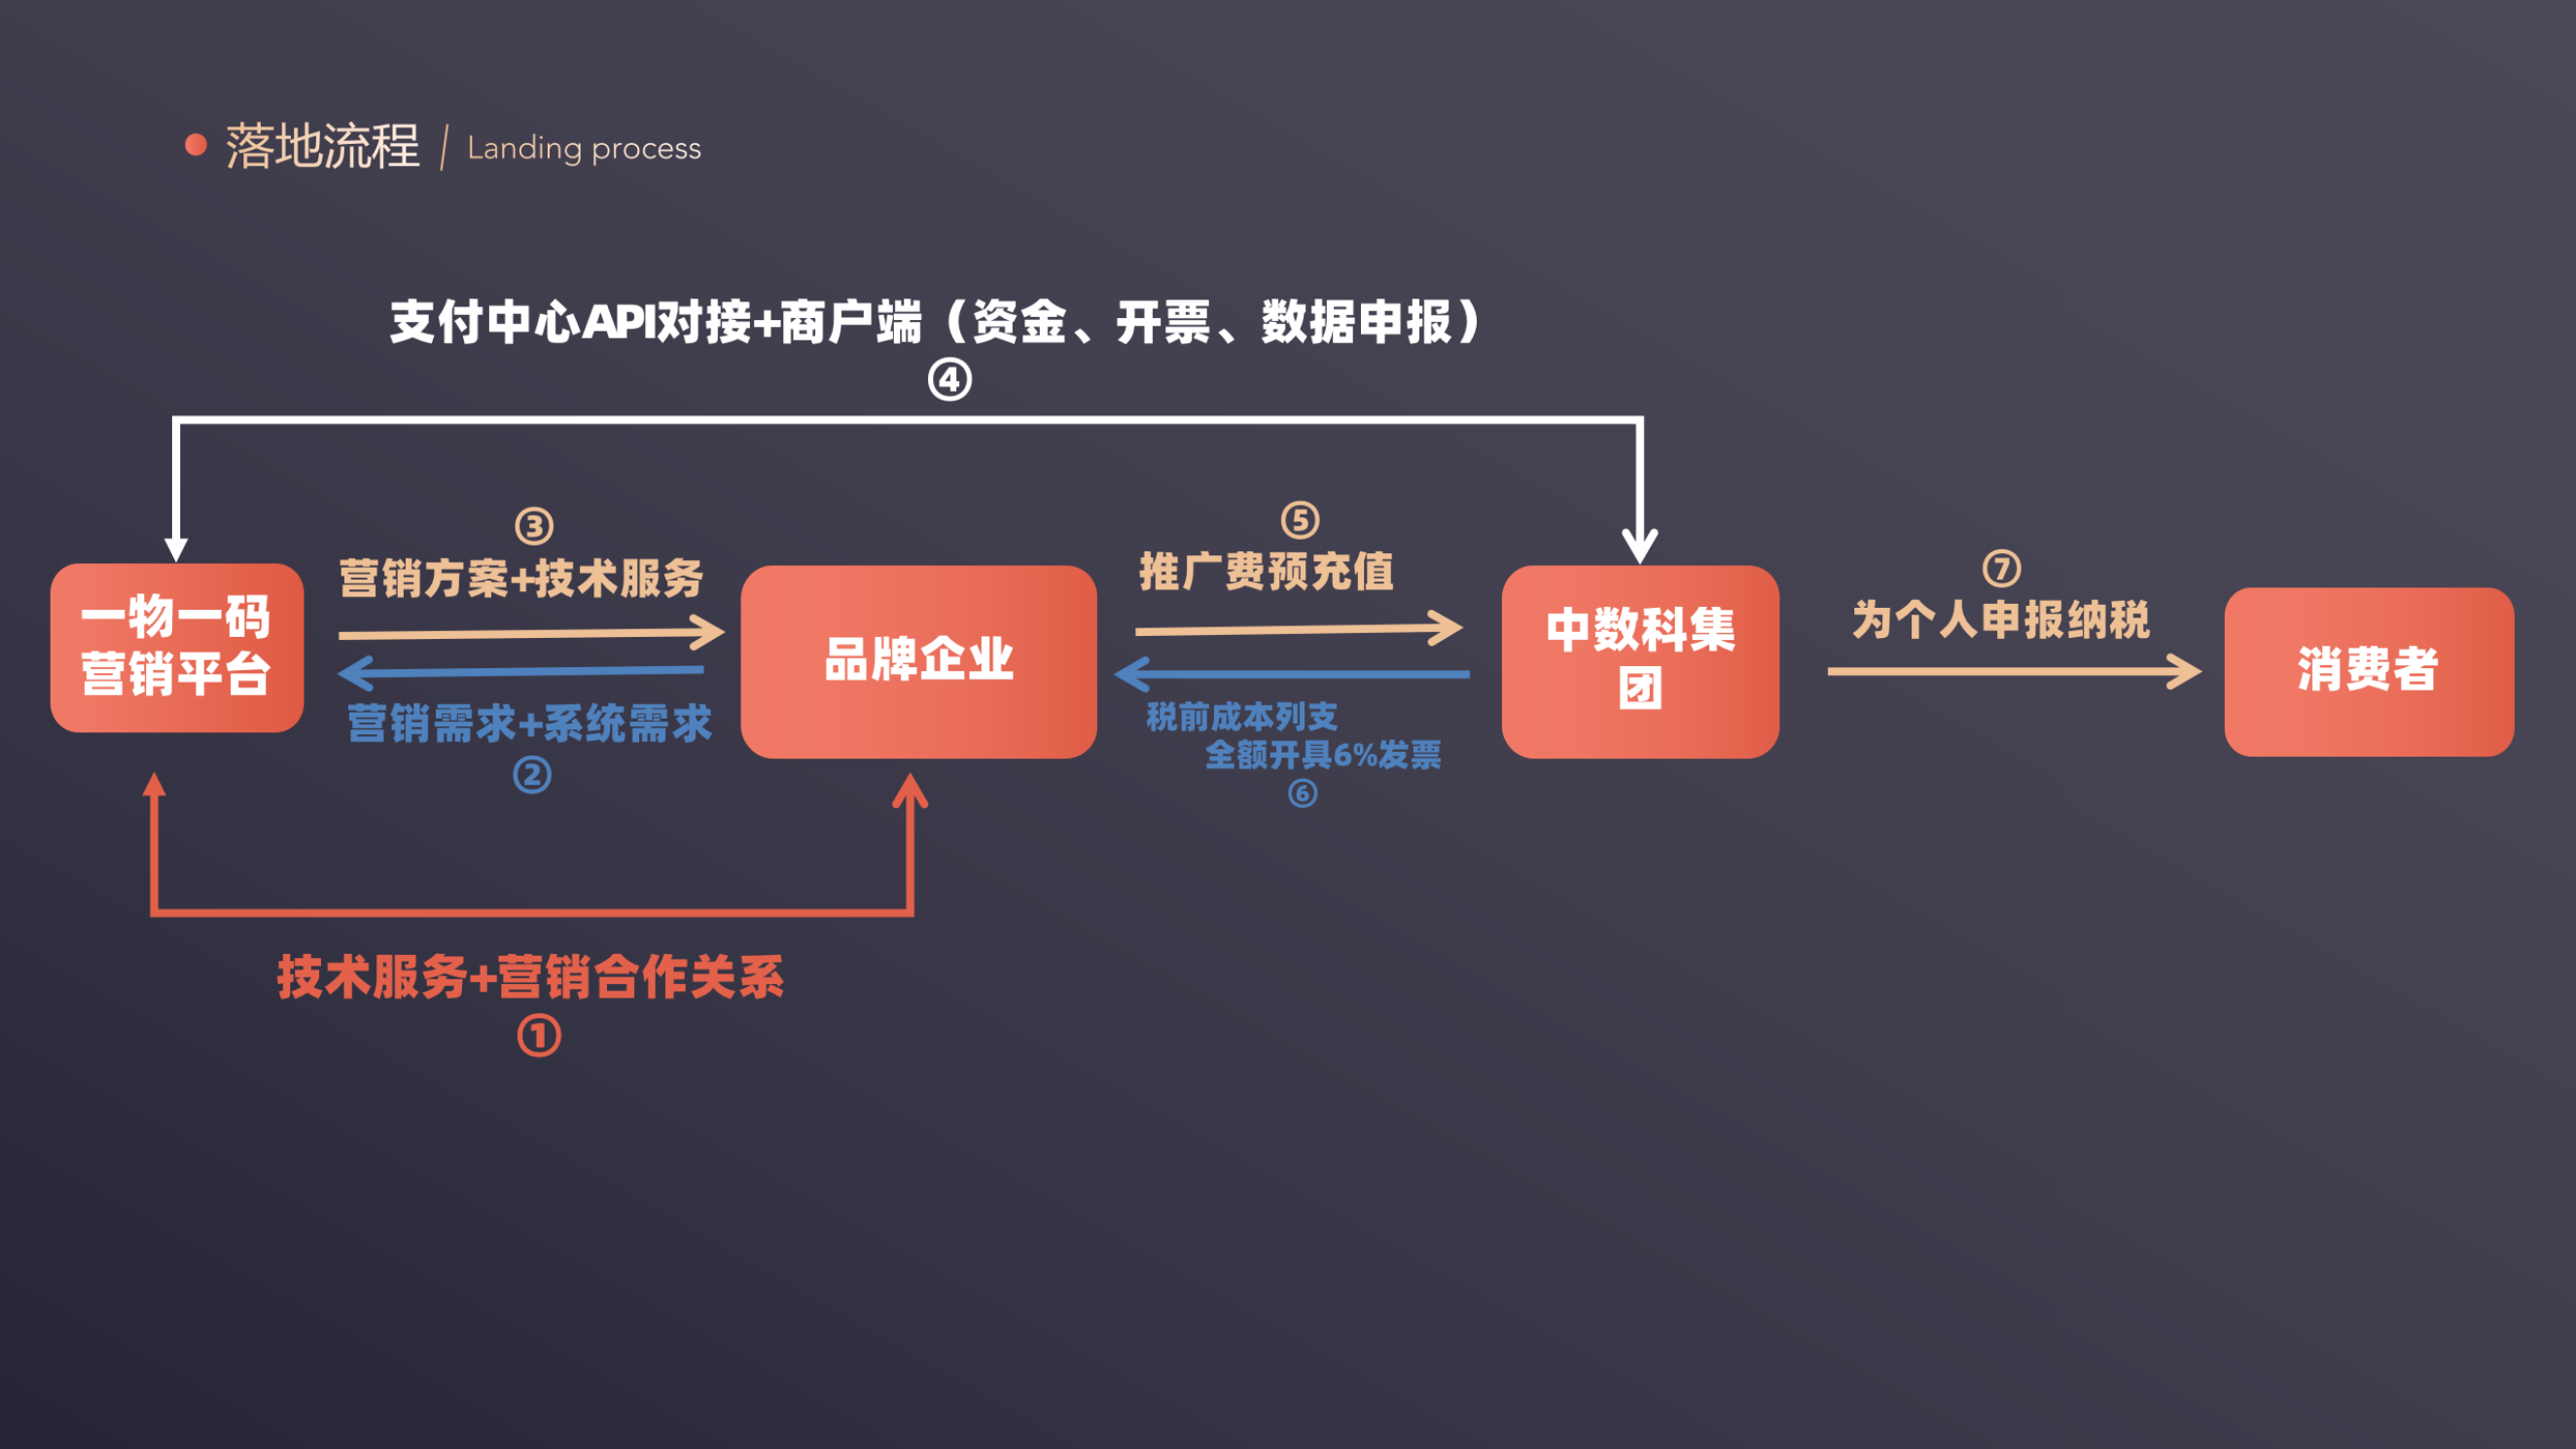 落地流程 / Landing process
支付中心API对接+商户端（资金、开票、数据申报）
④
③
营销方案+技术服务
⑤
推广费预充值
⑦
为个人申报纳税
一物一码
营销平台
品牌企业
中数科集
团
消费者
营销需求+系统需求
②
税前成本列支
全额开具6%发票
⑥
技术服务+营销合作关系
①